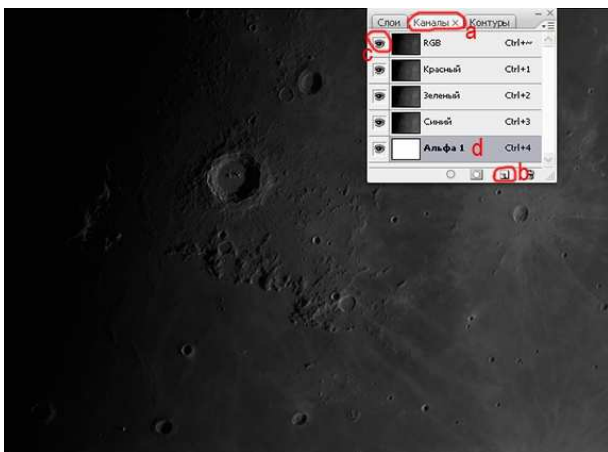 Слои Каналы × Контуры
a
c
RGB Ctrl+~
Красный Ctrl+1
Зеленый Ctrl+2
Синий Ctrl+3
Альфа 1 d Ctrl+4
b